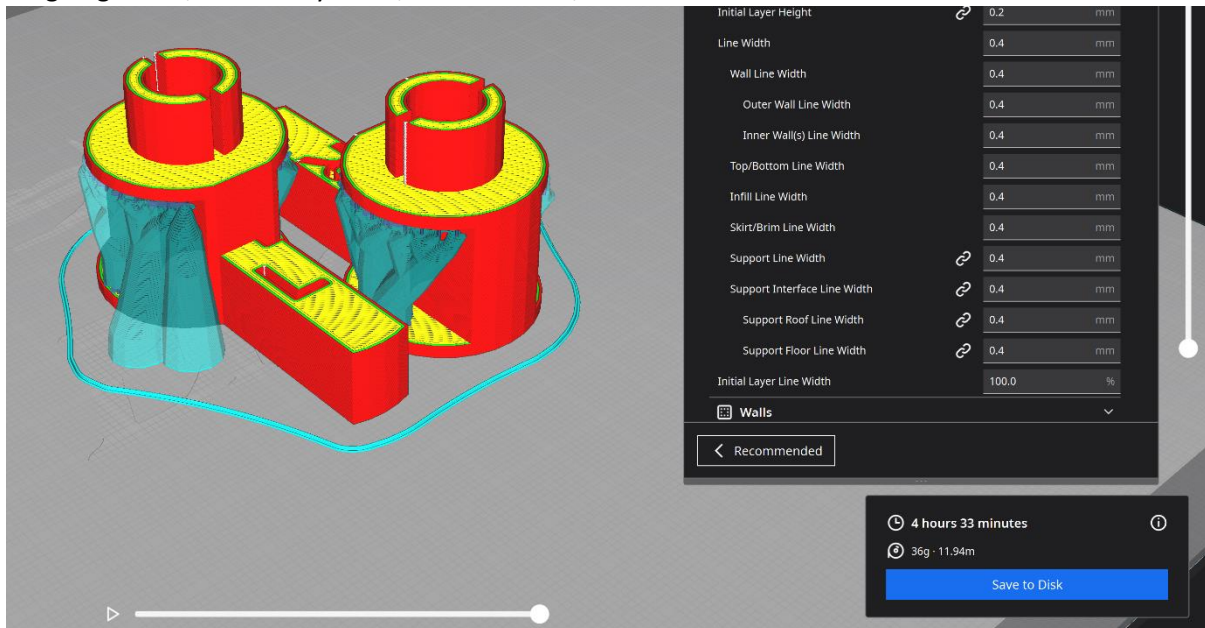 Initial Layer Height 0.2 mm
Line Width 0.4 mm
Wall Line Width 0.4 mm
Outer Wall Line Width 0.4 mm
Inner Wall(s) Line Width 0.4 mm
Top/Bottom Line Width 0.4 mm
Infill Line Width 0.4 mm
Skirt/Brim Line Width 0.4 mm
Support Line Width 0.4 mm
Support Interface Line Width 0.4 mm
Support Roof Line Width 0.4 mm
Support Floor Line Width 0.4 mm
Initial Layer Line Width 100.0 %
Walls
Recommended
4 hours 33 minutes
36g · 11.94m
Save to Disk